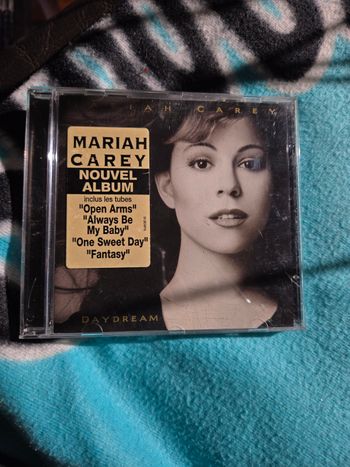 IAH CAREY
MARIAH
CAREY
NOUVEL
ALBUM
inclus les tubes
"Open Arms"
"Always Be
My Baby"
"One Sweet Day"
"Fantasy"
DAYDREAM